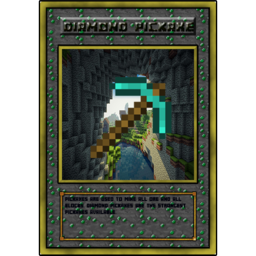 DIAMOND PICKAXE
PICKAXES ARE USED TO MINE ALL ORE AND ALL
BLOCKS. DIAMOND PICKAXES ARE THE STRONGEST
PICKAXES AVAILABLE.